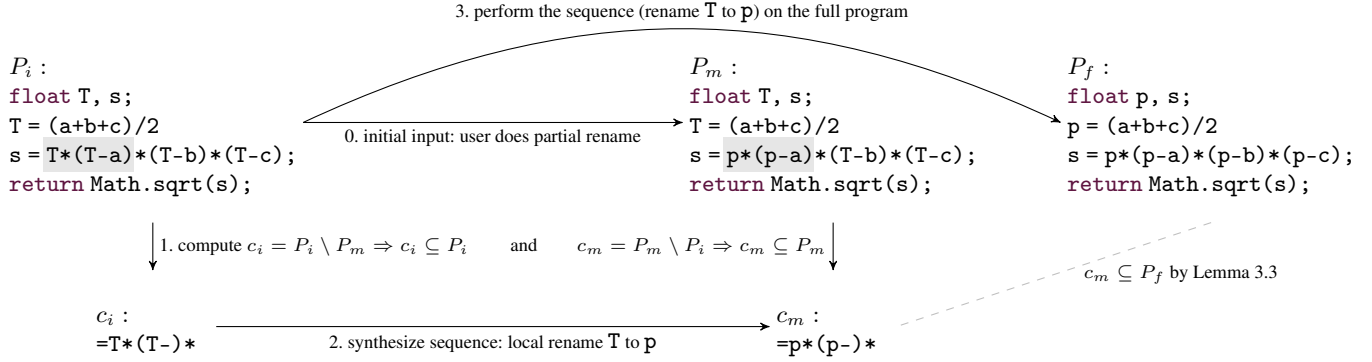 3. perform the sequence (rename T to p) on the full program
P_i :
float T, s;
T = (a+b+c)/2
s = T*(T-a)*(T-b)*(T-c);
return Math.sqrt(s);
0. initial input: user does partial rename
P_m :
float T, s;
T = (a+b+c)/2
s = p*(p-a)*(T-b)*(T-c);
return Math.sqrt(s);
P_f :
float p, s;
p = (a+b+c)/2
s = p*(p-a)*(p-b)*(p-c);
return Math.sqrt(s);
1. compute c_i = P_i \ P_m ⇒ c_i ⊆ P_i and c_m = P_m \ P_i ⇒ c_m ⊆ P_m
c_m ⊆ P_f by Lemma 3.3
c_i :
=T*(T-)*
2. synthesize sequence: local rename T to p
c_m :
=p*(p-)*